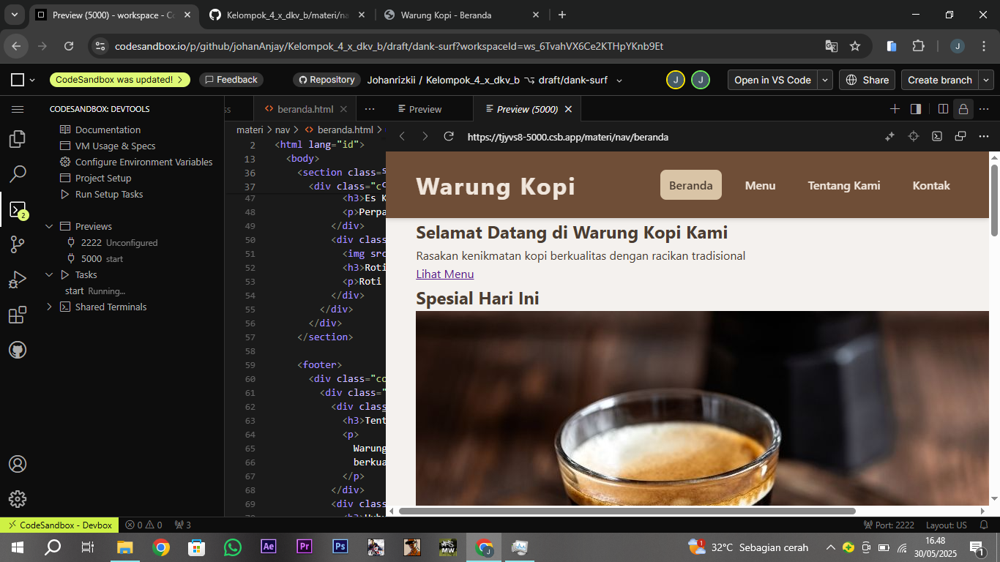 Preview (5000) - workspace - Co
Kelompok_4_x_dkv_b/materi/na
Warung Kopi - Beranda
codesandbox.io/p/github/johanAnjay/Kelompok_4_x_dkv_b/draft/dank-surf?workspaceId=ws_6TvahVX6Ce2KTHpYKnb9Et
J
CodeSandbox was updated!
Feedback
Repository
Johanrizkii / Kelompok_4_x_dkv_b
draft/dank-surf
J
J
Open in VS Code
Share
Create branch
CODESANDBOX: DEVTOOLS
Documentation
VM Usage & Specs
Configure Environment Variables
Project Setup
Run Setup Tasks
Previews
2222 Unconfigured
5000 start
Tasks
start Running...
Shared Terminals
2
ss
beranda.html
Preview
Preview (5000)
materi > nav > beranda.html >
2 <html lang="id">
13 <body>
36 <section class=
37 <div class="c
47 <h3>Es K
48 <p>Perpa
49 </div>
50 <div class
51 <img src
52 <h3>Roti
53 <p>Roti
54 </div>
55 </div>
56 </div>
57 </section>
58
59 <footer>
60 <div class="co
61 <div class="
62 <div class
63 <h3>Tent
64 <p>
65 Warung
66 berkua
67 </p>
68 </div>
69 <div class
https://tjyvs8-5000.csb.app/materi/nav/beranda
Warung Kopi
Beranda
Menu
Tentang Kami
Kontak
Selamat Datang di Warung Kopi Kami
Rasakan kenikmatan kopi berkualitas dengan racikan tradisional
Lihat Menu
Spesial Hari Ini
CodeSandbox - Devbox
0
0
3
Port: 2222
Layout: US
Ae
Pr
Ps
MW
J
1
32°C Sebagian cerah
16.48
30/05/2025
1